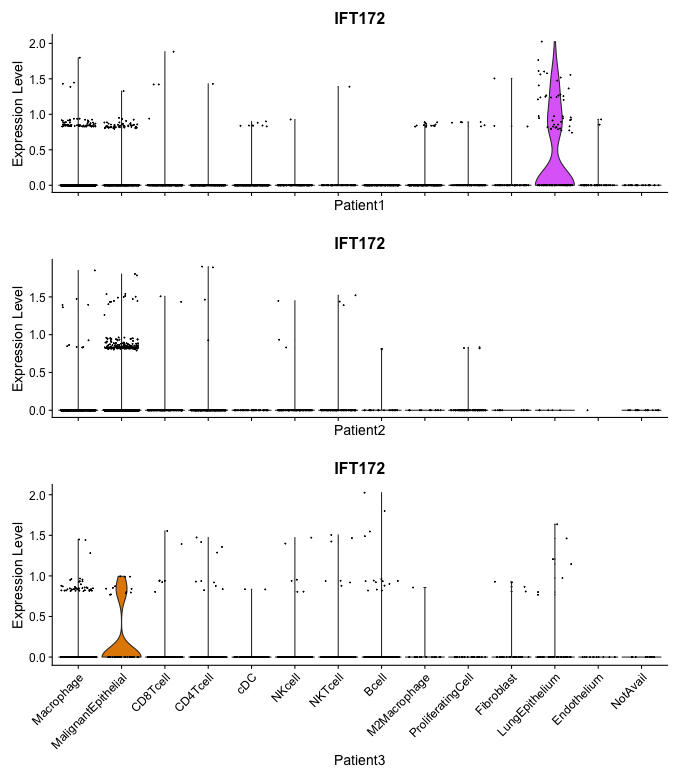 IFT172
Expression Level
2.0
1.5
1.0
0.5
0.0
Patient1
IFT172
Expression Level
1.5
1.0
0.5
0.0
Patient2
IFT172
Expression Level
2.0
1.5
1.0
0.5
0.0
Macrophage
MalignantEpithelial
CD8Tcell
CD4Tcell
cDC
NKcell
NKTcell
Bcell
M2Macrophage
ProliferatingCell
Fibroblast
LungEpithelium
Endothelium
NotAvail
Patient3